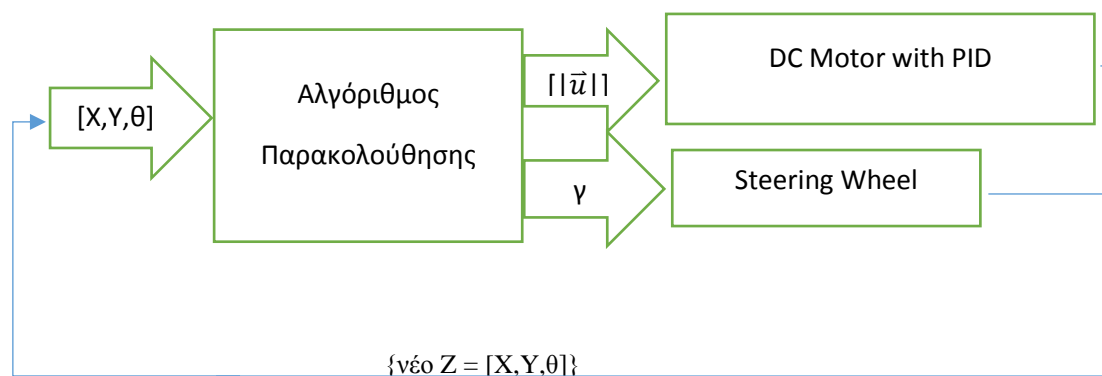 [Χ,Υ,θ]
Αλγόριθμος
Παρακολούθησης
⌈|u⃗|⌉
γ
DC Motor with PID
Steering Wheel
{νέο Ζ = [Χ,Υ,θ]}